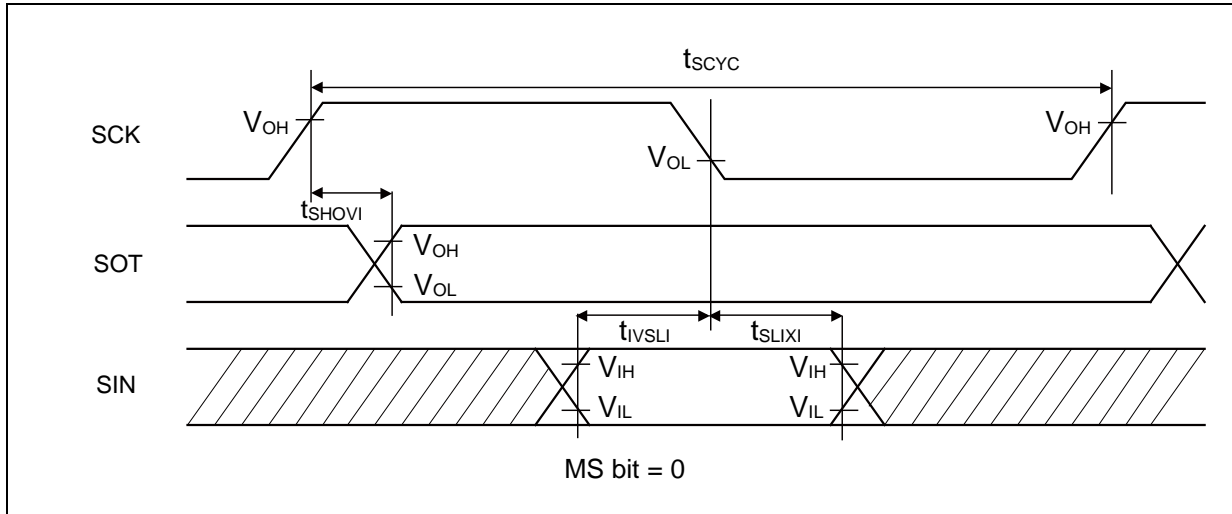 tSCYC
SCK
VOH
VOL
VOH
tSHOVI
SOT
VOH
VOL
tIVSLI
tSLIXI
SIN
VIH
VIL
VIH
VIL
MS bit = 0